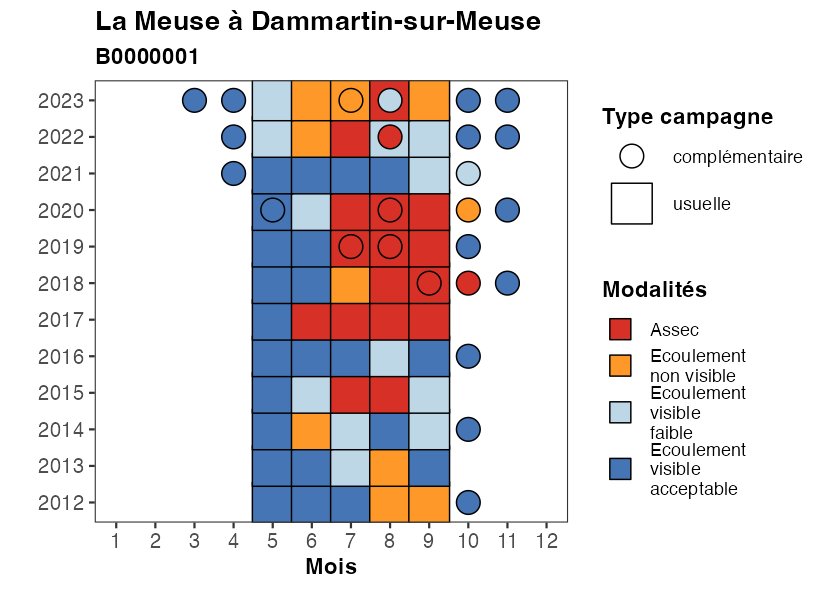 La Meuse à Dammartin-sur-Meuse
B0000001
2023
2022
2021
2020
2019
2018
2017
2016
2015
2014
2013
2012
1 2 3 4 5 6 7 8 9 10 11 12
Mois
Type campagne
complémentaire
usuelle
Modalités
Assec
Ecoulement
non visible
Ecoulement
visible
faible
Ecoulement
visible
acceptable